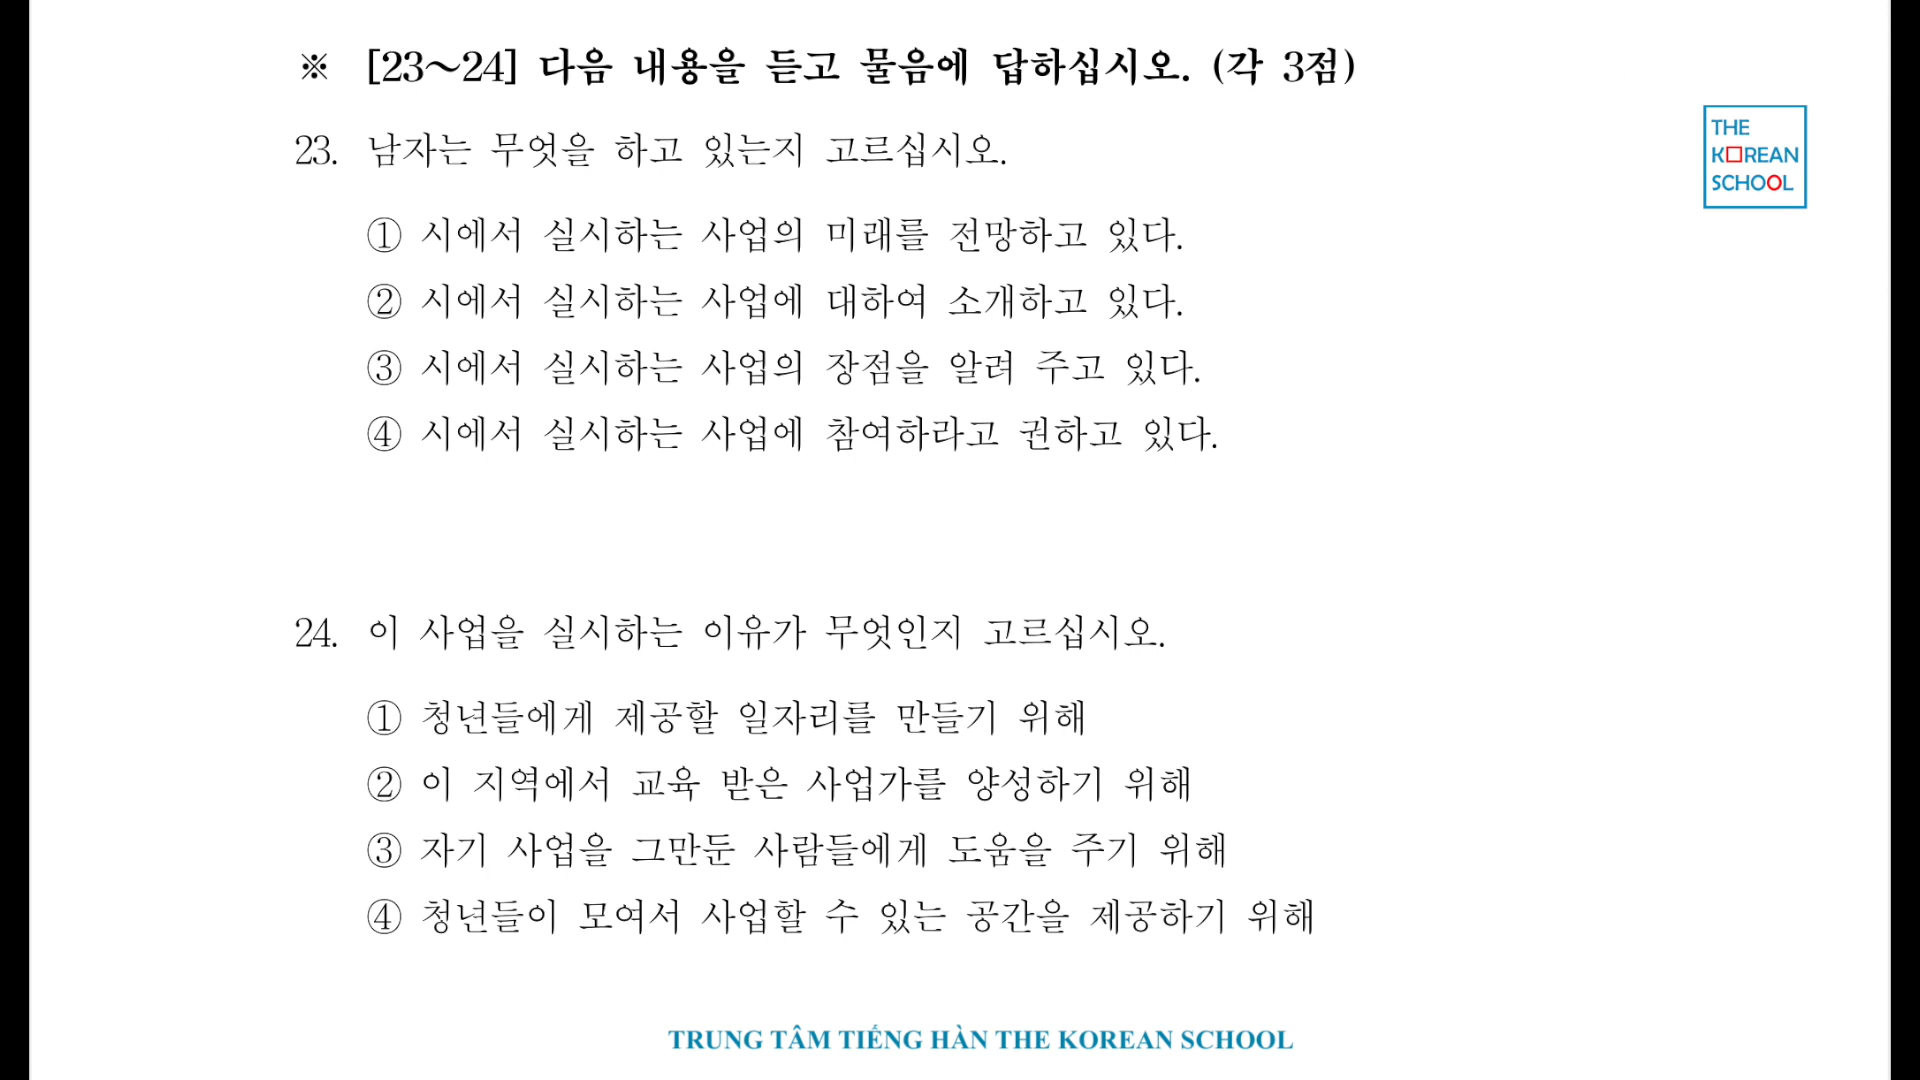 ※ [23～24] 다음 내용을 듣고 물음에 답하십시오. (각 3점)
THE
KOREAN
SCHOOL
23. 남자는 무엇을 하고 있는지 고르십시오.
① 시에서 실시하는 사업의 미래를 전망하고 있다.
② 시에서 실시하는 사업에 대하여 소개하고 있다.
③ 시에서 실시하는 사업의 장점을 알려 주고 있다.
④ 시에서 실시하는 사업에 참여하라고 권하고 있다.
24. 이 사업을 실시하는 이유가 무엇인지 고르십시오.
① 청년들에게 제공할 일자리를 만들기 위해
② 이 지역에서 교육 받은 사업가를 양성하기 위해
③ 자기 사업을 그만둔 사람들에게 도움을 주기 위해
④ 청년들이 모여서 사업할 수 있는 공간을 제공하기 위해
TRUNG TÂM TIẾNG HÀN THE KOREAN SCHOOL